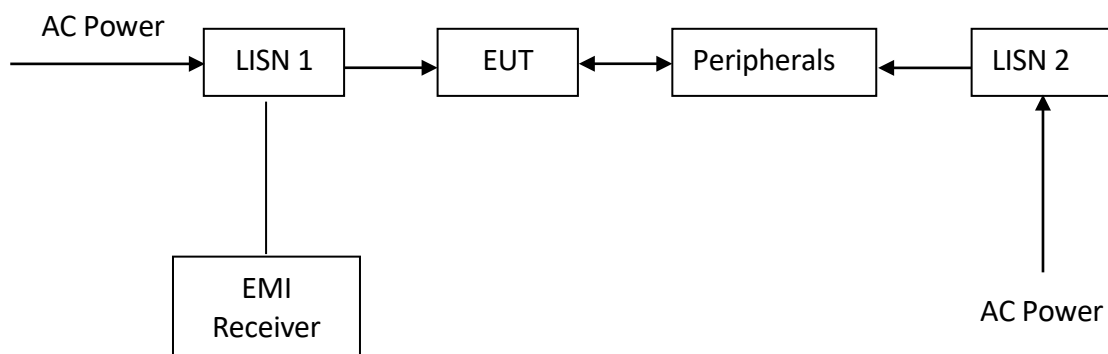 AC Power
LISN 1
EUT
Peripherals
LISN 2
EMI
Receiver
AC Power